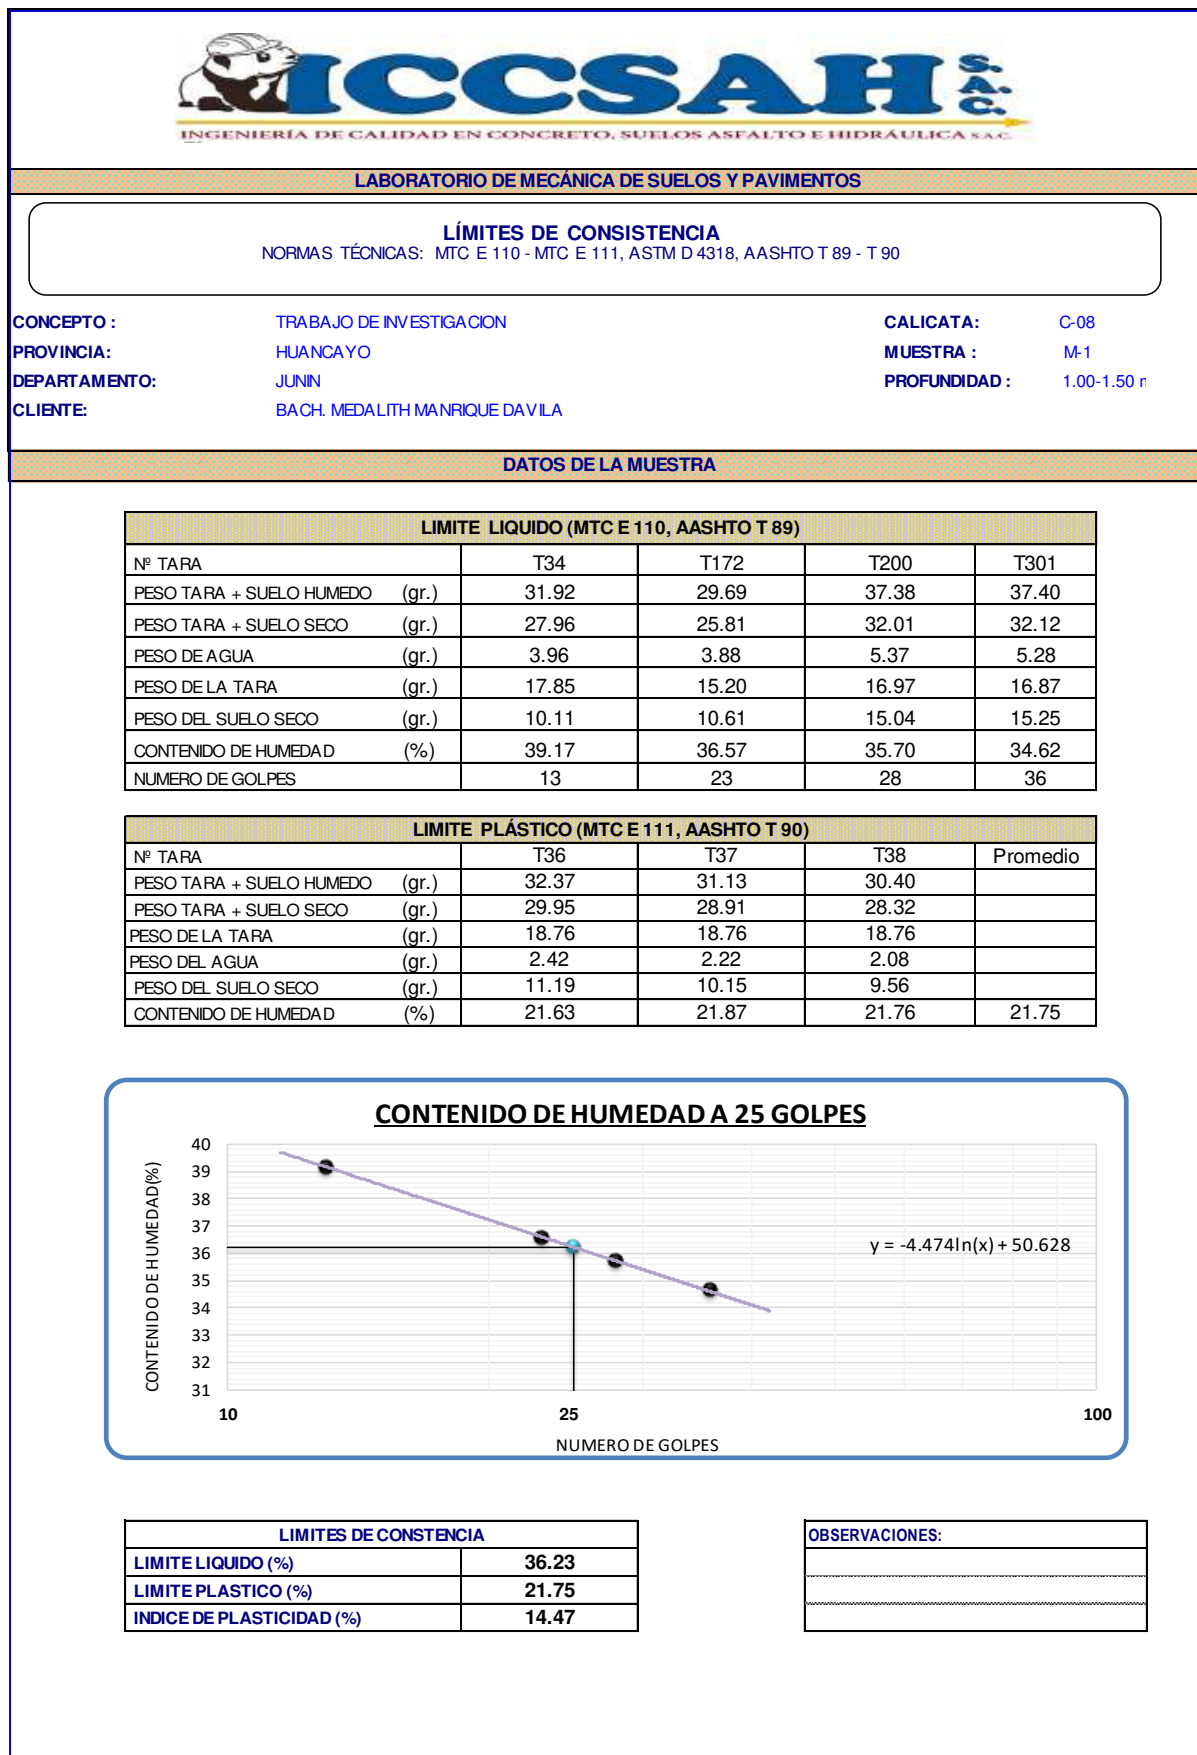 ICCSAH S.A.C.
INGENIERÍA DE CALIDAD EN CONCRETO, SUELOS ASFALTO E HIDRÁULICA S.A.C.
LABORATORIO DE MECÁNICA DE SUELOS Y PAVIMENTOS
LÍMITES DE CONSISTENCIA
NORMAS TÉCNICAS: MTC E 110 - MTC E 111, ASTM D 4318, AASHTO T 89 - T 90
CONCEPTO : TRABAJO DE INVESTIGACION CALICATA: C-08
PROVINCIA: HUANCAYO MUESTRA : M-1
DEPARTAMENTO: JUNIN PROFUNDIDAD : 1.00-1.50
CLIENTE: BACH. MEDALITH MANRIQUE DAVILA
DATOS DE LA MUESTRA
LIMITE LIQUIDO (MTC E 110, AASHTO T 89)
Nº TARA T34 T172 T200 T301
PESO TARA + SUELO HUMEDO (gr.) 31.92 29.69 37.38 37.40
PESO TARA + SUELO SECO (gr.) 27.96 25.81 32.01 32.12
PESO DE AGUA (gr.) 3.96 3.88 5.37 5.28
PESO DE LA TARA (gr.) 17.85 15.20 16.97 16.87
PESO DEL SUELO SECO (gr.) 10.11 10.61 15.04 15.25
CONTENIDO DE HUMEDAD (%) 39.17 36.57 35.70 34.62
NUMERO DE GOLPES 13 23 28 36
LIMITE PLÁSTICO (MTC E 111, AASHTO T 90)
Nº TARA T36 T37 T38 Promedio
PESO TARA + SUELO HUMEDO (gr.) 32.37 31.13 30.40
PESO TARA + SUELO SECO (gr.) 29.95 28.91 28.32
PESO DE LA TARA (gr.) 18.76 18.76 18.76
PESO DEL AGUA (gr.) 2.42 2.22 2.08
PESO DEL SUELO SECO (gr.) 11.19 10.15 9.56
CONTENIDO DE HUMEDAD (%) 21.63 21.87 21.76 21.75
CONTENIDO DE HUMEDAD A 25 GOLPES
CONTENIDO DE HUMEDAD(%)
40
39
38
37
36
35
34
33
32
31
y = -4.474ln(x) + 50.628
10 25 100
NUMERO DE GOLPES
LIMITES DE CONSTENCIA
LIMITE LIQUIDO (%) 36.23
LIMITE PLASTICO (%) 21.75
INDICE DE PLASTICIDAD (%) 14.47
OBSERVACIONES: